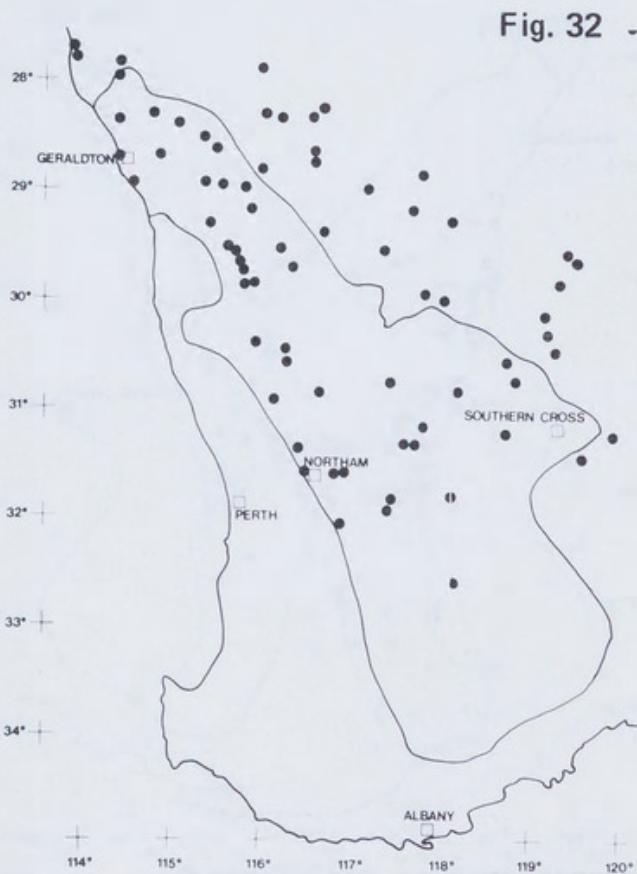 Fig. 32 -
28°
GERALDTON
29°
30°
31°
SOUTHERN CROSS
NORTHAM
32°
PERTH
33°
34°
ALBANY
114° 115° 116° 117° 118° 119° 120°